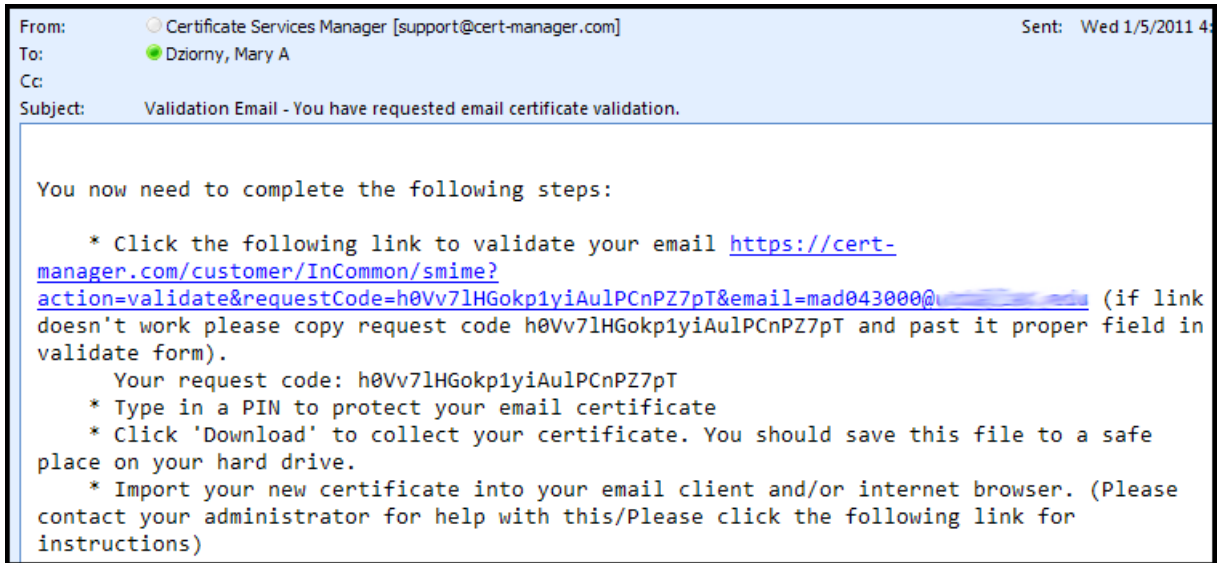 From: Certificate Services Manager [support@cert-manager.com] Sent: Wed 1/5/2011 4:
To: Dziorny, Mary A
Cc:
Subject: Validation Email - You have requested email certificate validation.
You now need to complete the following steps:
* Click the following link to validate your email https://cert-
manager.com/customer/InCommon/smime?
action=validate&requestCode=h0Vv7lHGokp1yiAulPCnPZ7pT&email=mad043000@ (if link
doesn't work please copy request code h0Vv7lHGokp1yiAulPCnPZ7pT and past it proper field in
validate form).
Your request code: h0Vv7lHGokp1yiAulPCnPZ7pT
* Type in a PIN to protect your email certificate
* Click 'Download' to collect your certificate. You should save this file to a safe
place on your hard drive.
* Import your new certificate into your email client and/or internet browser. (Please
contact your administrator for help with this/Please click the following link for
instructions)